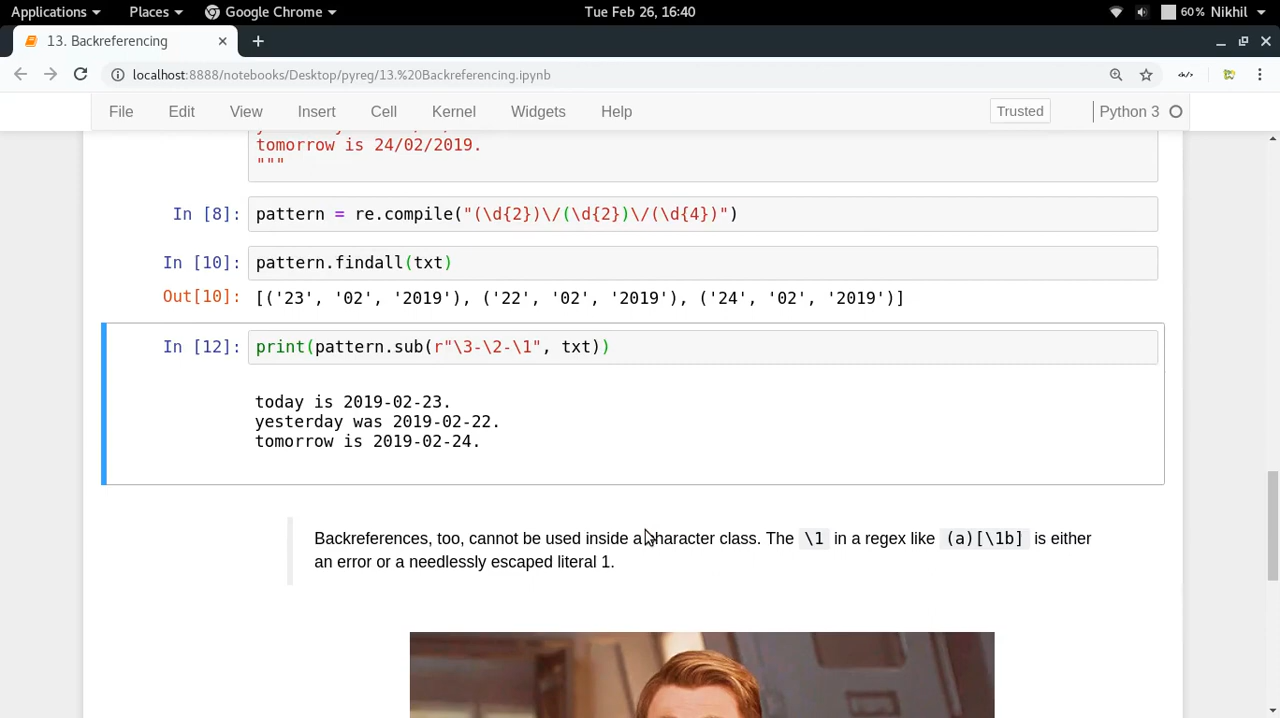 Applications Places Google Chrome Tue Feb 26, 16:40 60% Nikhil
13. Backreferencing
localhost:8888/notebooks/Desktop/pyreg/13.%20Backreferencing.ipynb
File Edit View Insert Cell Kernel Widgets Help Trusted Python 3
tomorrow is 24/02/2019.
"""
In [8]: pattern = re.compile("(\d{2})\/(\d{2})\/(\d{4})")
In [10]: pattern.findall(txt)
Out[10]: [('23', '02', '2019'), ('22', '02', '2019'), ('24', '02', '2019')]
In [12]: print(pattern.sub(r"\3-\2-\1", txt))
today is 2019-02-23.
yesterday was 2019-02-22.
tomorrow is 2019-02-24.
Backreferences, too, cannot be used inside a character class. The \1 in a regex like (a)[\1b] is either
an error or a needlessly escaped literal 1.